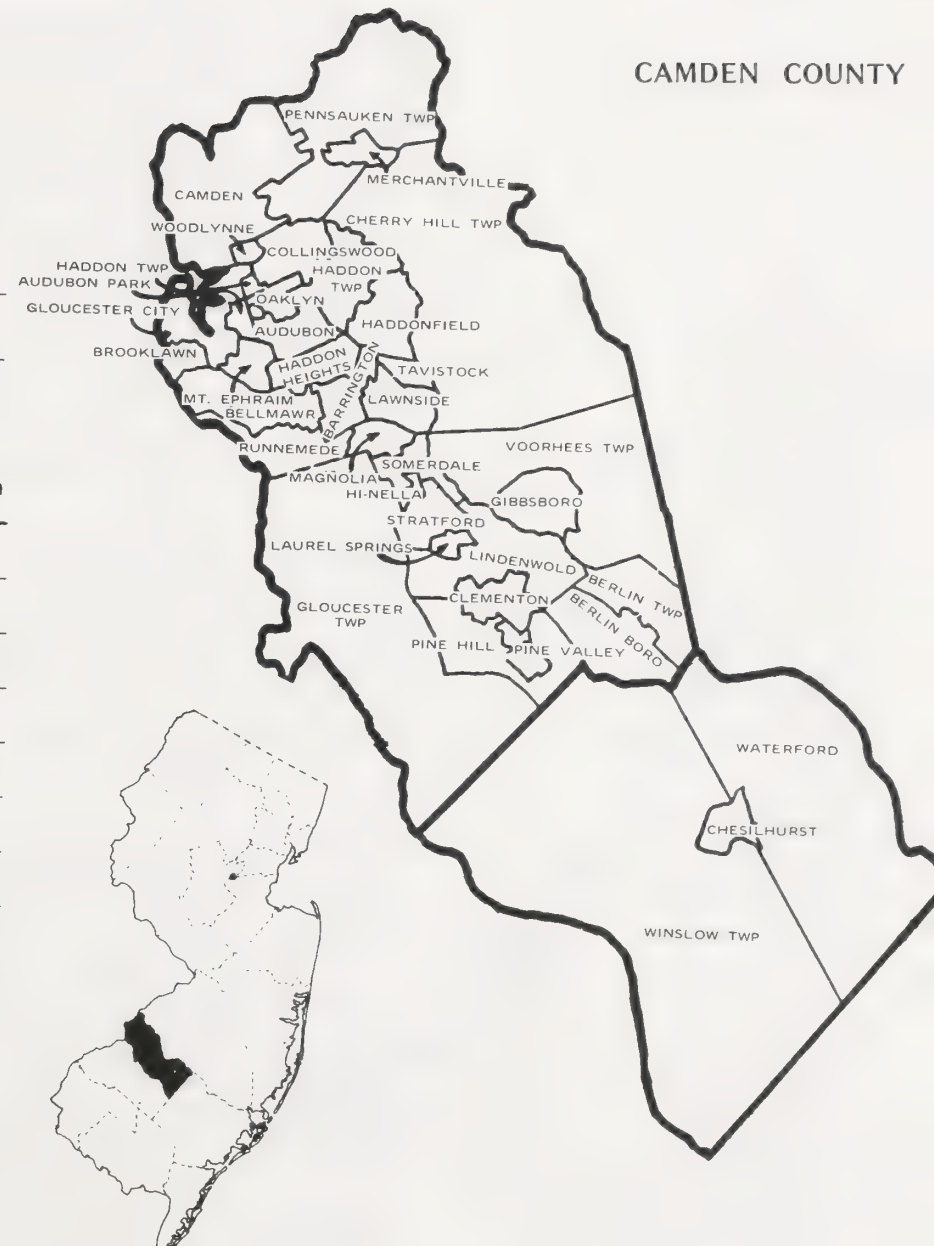 CAMDEN COUNTY
PENNSAUKEN TWP
MERCHANTVILLE
CAMDEN
CHERRY HILL TWP
WOODLYNNE
COLLINGSWOOD
HADDON TWP
HADDON
TWP
AUDUBON PARK
OAKLYN
GLOUCESTER CITY
AUDUBON
HADDONFIELD
BROOKLAWN
HADDON
HEIGHTS
BARRINGTON
TAVISTOCK
MT. EPHRAIM
LAWNSIDE
BELLMAWR
RUNNEMEDE
VOORHEES TWP
SOMERDALE
MAGNOLIA
HI-NELLA
GIBBSBORO
STRATFORD
LAUREL SPRINGS
LINDENWOLD
BERLIN TWP
CLEMENTON
BERLIN BORO
GLOUCESTER
TWP
PINE HILL
PINE VALLEY
WATERFORD
CHESILHURST
WINSLOW TWP